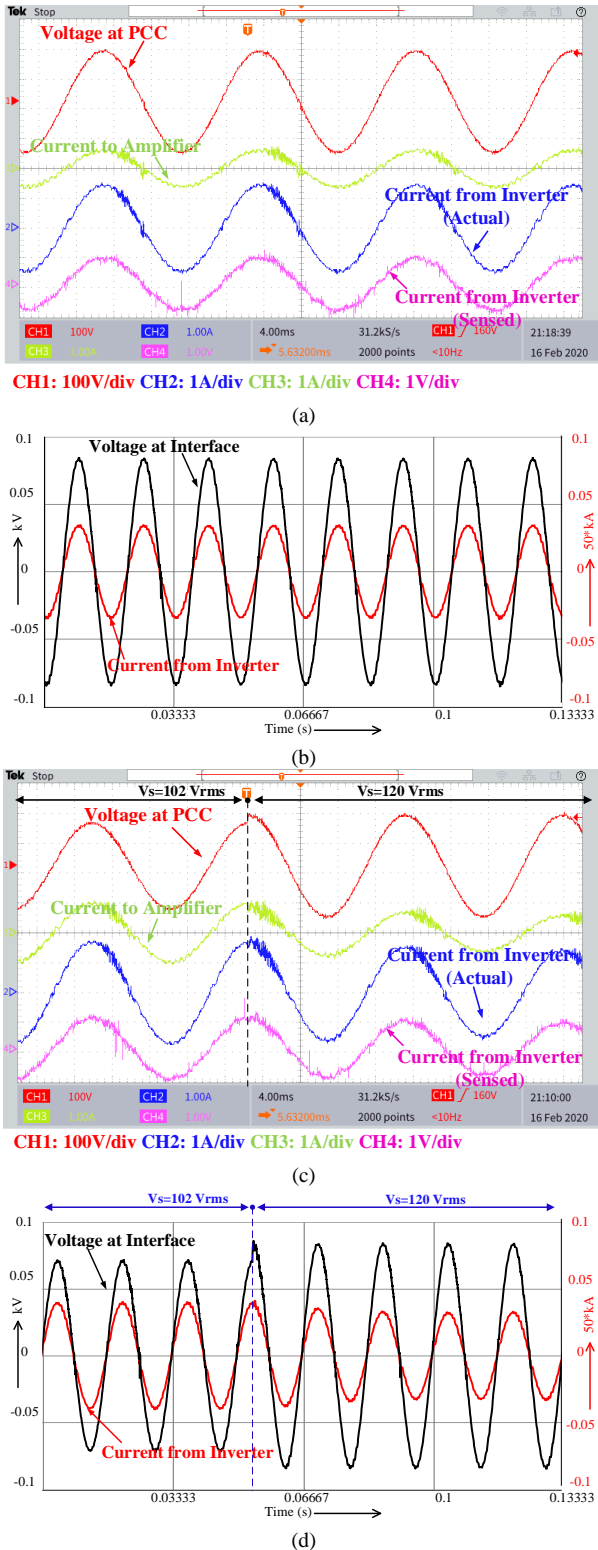 Tek Stop
T
Voltage at PCC
1
Current to Amplifier
Current from Inverter
(Actual)
2
4
Current from Inverter
(Sensed)
CH1 100V CH2 1.00A 4.00ms 31.2kS/s CH1 160V 21:18:39
CH3 1.00A CH4 1.00V 5.63200ms 2000 points <10Hz 16 Feb 2020
CH1: 100V/div CH2: 1A/div CH3: 1A/div CH4: 1V/div
(a)
0.1 0.1
Voltage at Interface
0.05 0.05
kV
50*kA
0 0
-0.05 -0.05
Current from Inverter
-0.1 -0.1
0.03333 0.06667 0.1 0.13333
Time (s)
(b)
Tek Stop
Vs=102 Vrms T Vs=120 Vrms
Voltage at PCC
1
Current to Amplifier
Current from Inverter
(Actual)
2
4
Current from Inverter
(Sensed)
CH1 100V CH2 1.00A 4.00ms 31.2kS/s CH1 160V 21:10:00
CH3 1.00A CH4 1.00V 5.63200ms 2000 points <10Hz 16 Feb 2020
CH1: 100V/div CH2: 1A/div CH3: 1A/div CH4: 1V/div
(c)
Vs=102 Vrms Vs=120 Vrms
0.1 0.1
Voltage at Interface
0.05 0.05
kV
50*kA
0 0
-0.05 -0.05
Current from Inverter
-0.1 -0.1
0.03333 0.06667 0.1 0.13333
Time (s)
(d)